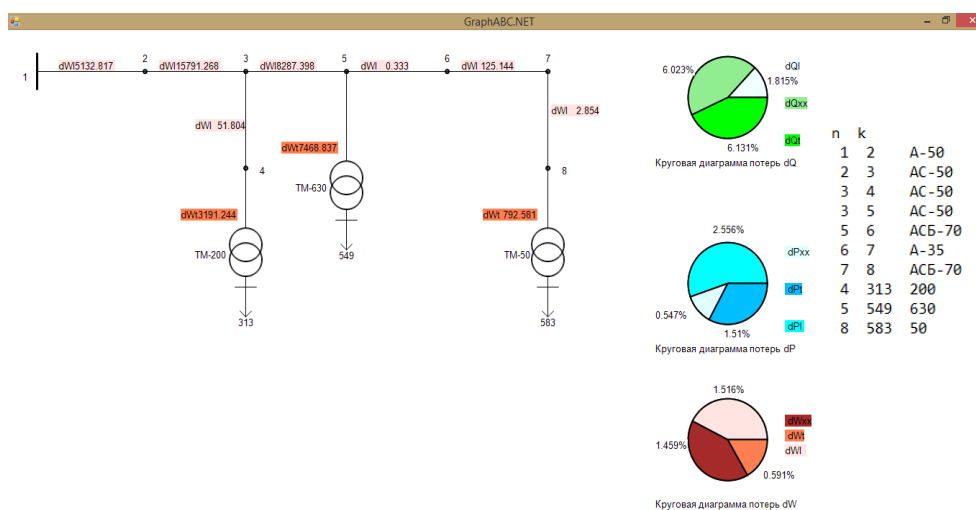 GraphABC.NET
1
dWl5132.817
2
dWl15791.268
3
dWl8287.398
5
dWl 0.333
6
dWl 125.144
7
dWl 51.804
4
dWt3191.244
TM-200
313
dWt7468.837
TM-630
549
dWl 2.854
8
dWt 792.581
TM-50
583
6.023%
dQl
1.815%
dQxx
dQt
6.131%
Круговая диаграмма потерь dQ
2.556%
dPxx
dPt
0.547%
dPl
1.51%
Круговая диаграмма потерь dP
1.516%
dWxx
dWt
dWl
1.459%
0.591%
Круговая диаграмма потерь dW
n k
1 2 А-50
2 3 АС-50
3 4 АС-50
3 5 АС-50
5 6 АСБ-70
6 7 А-35
7 8 АСБ-70
4 313 200
5 549 630
8 583 50